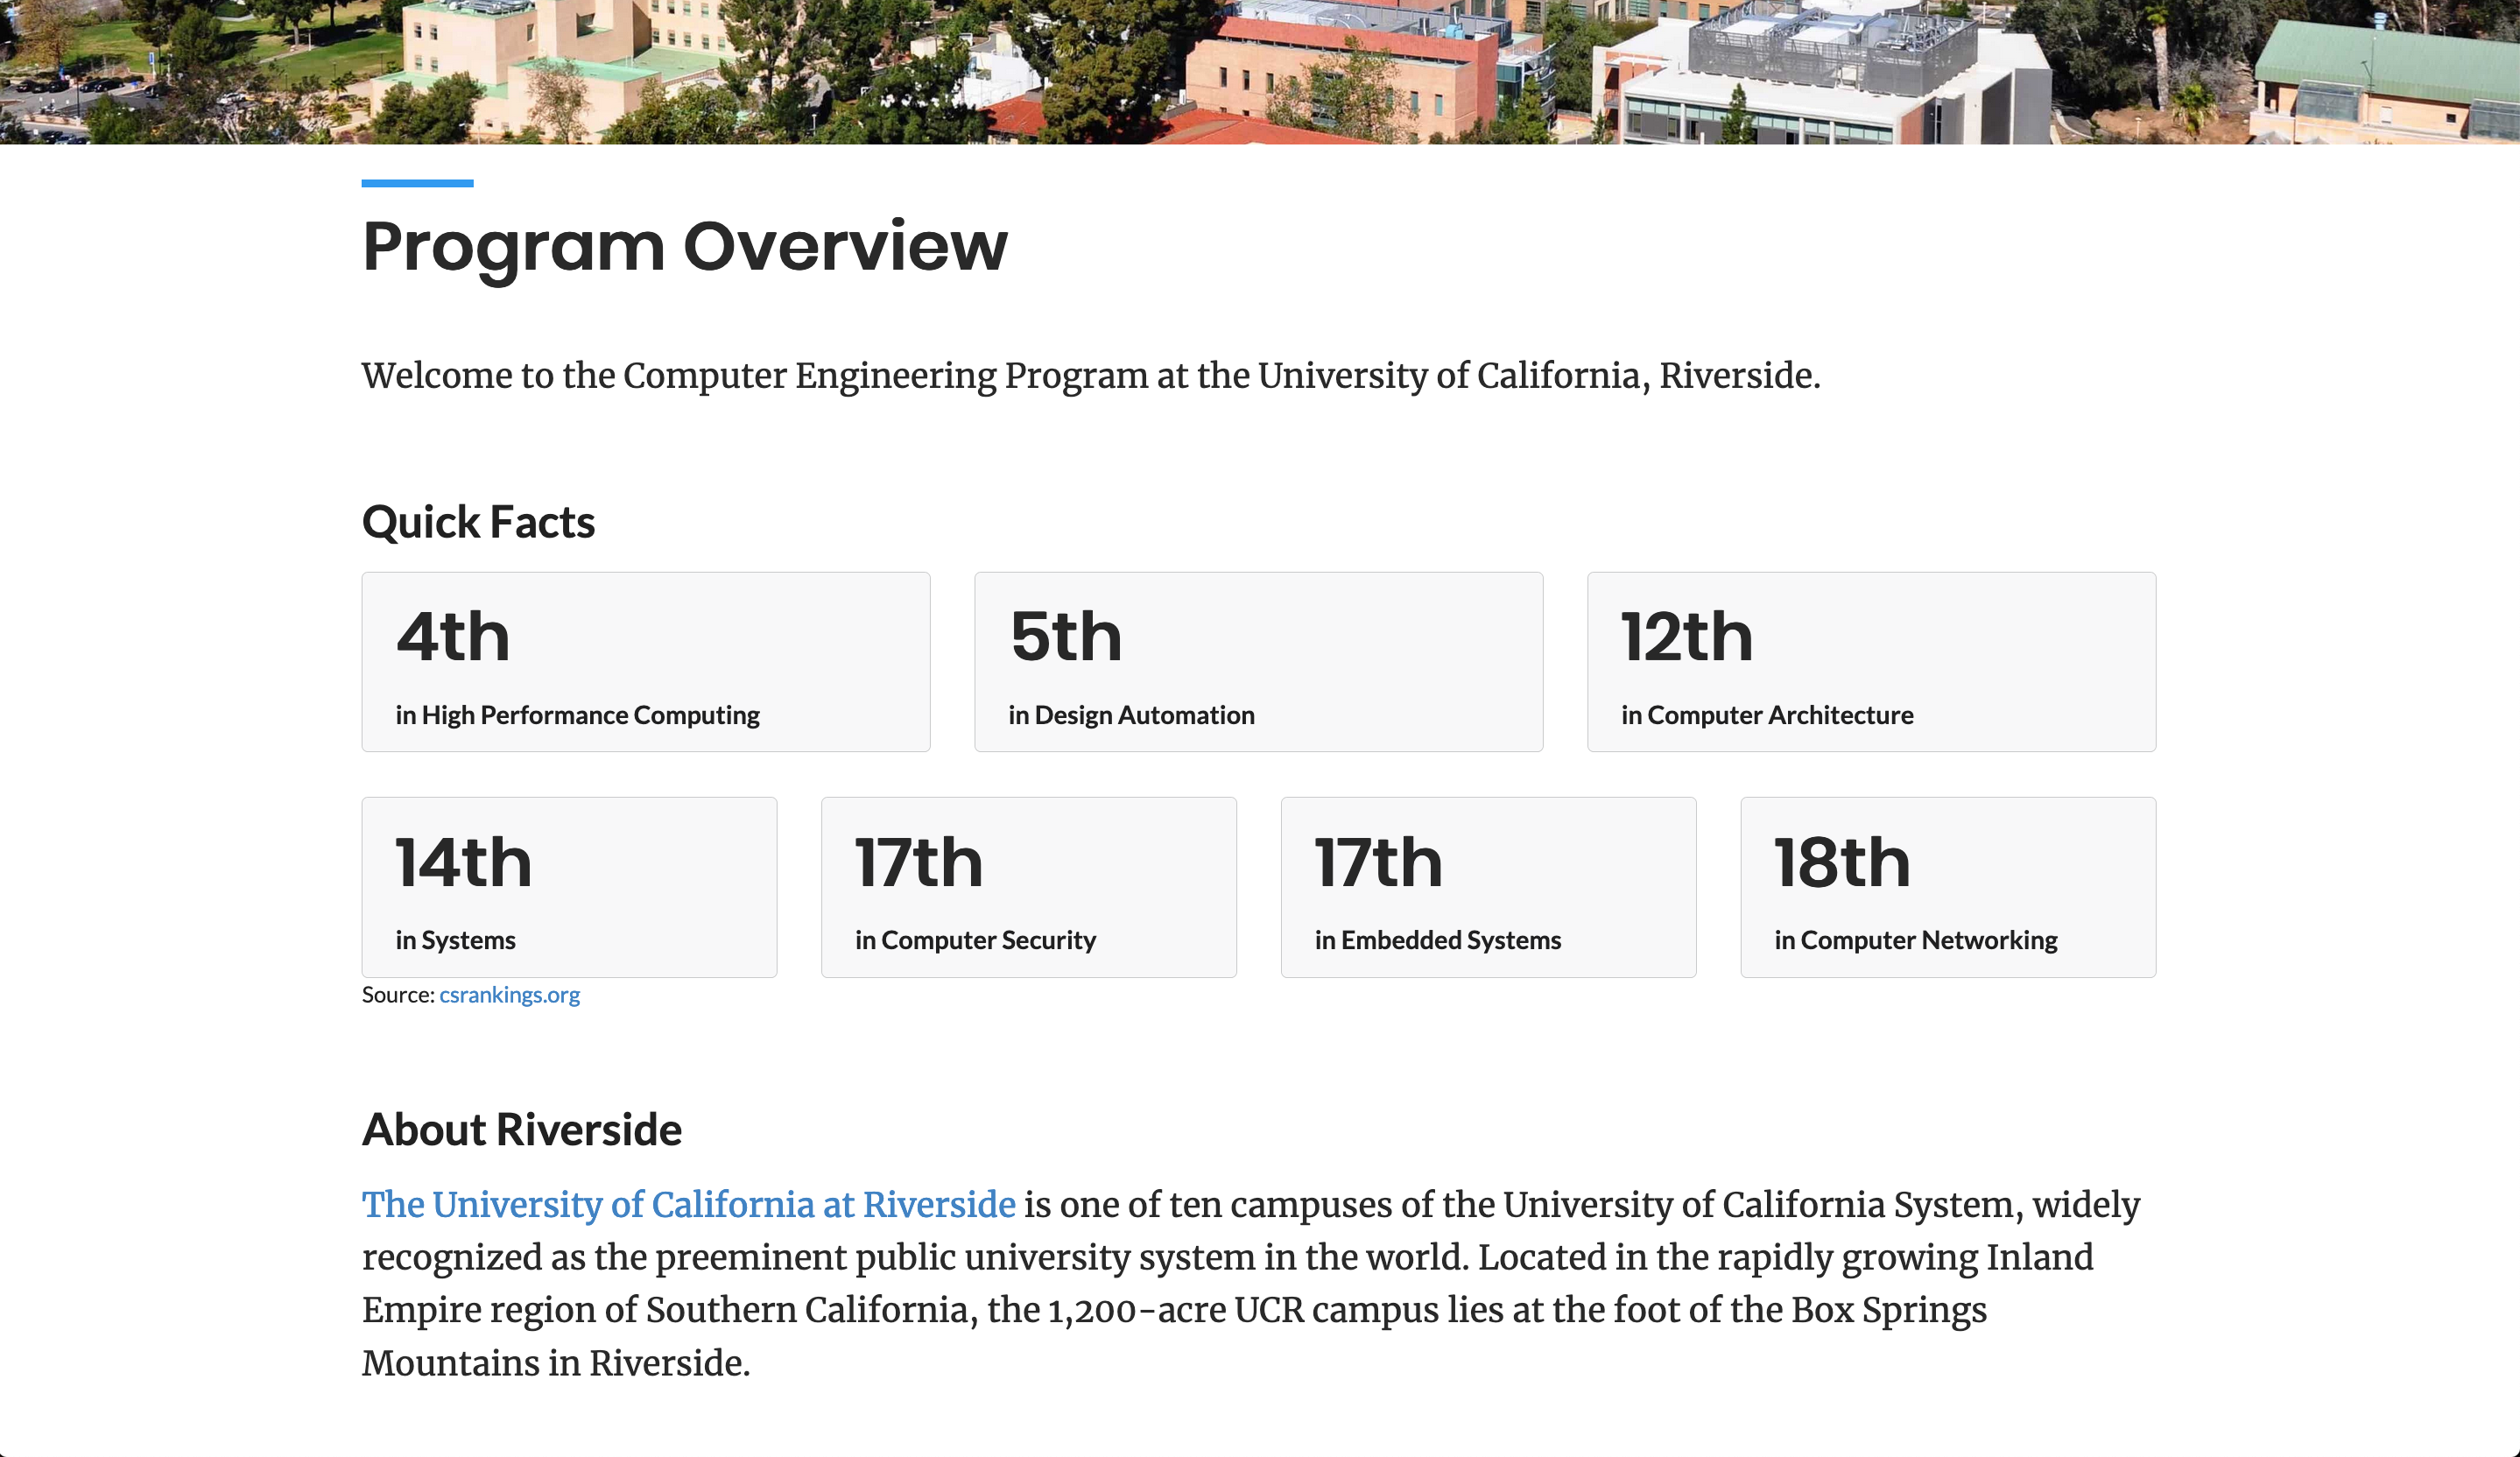 Program Overview
Welcome to the Computer Engineering Program at the University of California, Riverside.
Quick Facts
4th
in High Performance Computing
5th
in Design Automation
12th
in Computer Architecture
14th
in Systems
17th
in Computer Security
17th
in Embedded Systems
18th
in Computer Networking
Source: csrankings.org
About Riverside
The University of California at Riverside is one of ten campuses of the University of California System, widely
recognized as the preeminent public university system in the world. Located in the rapidly growing Inland
Empire region of Southern California, the 1,200-acre UCR campus lies at the foot of the Box Springs
Mountains in Riverside.